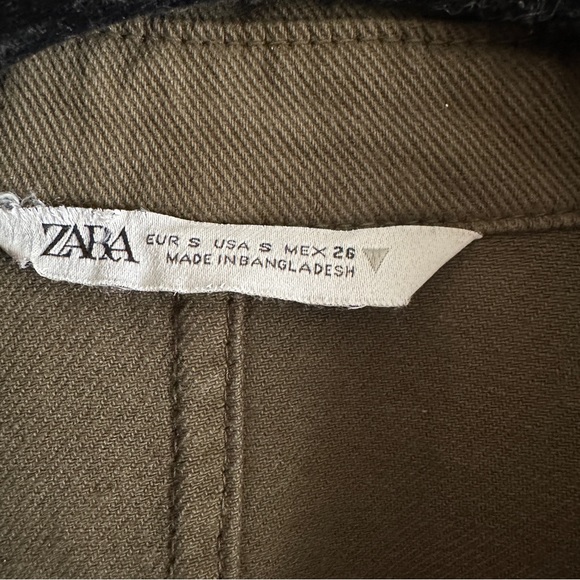 ZARA EUR S USA S MEX 26
MADE IN BANGLADESH